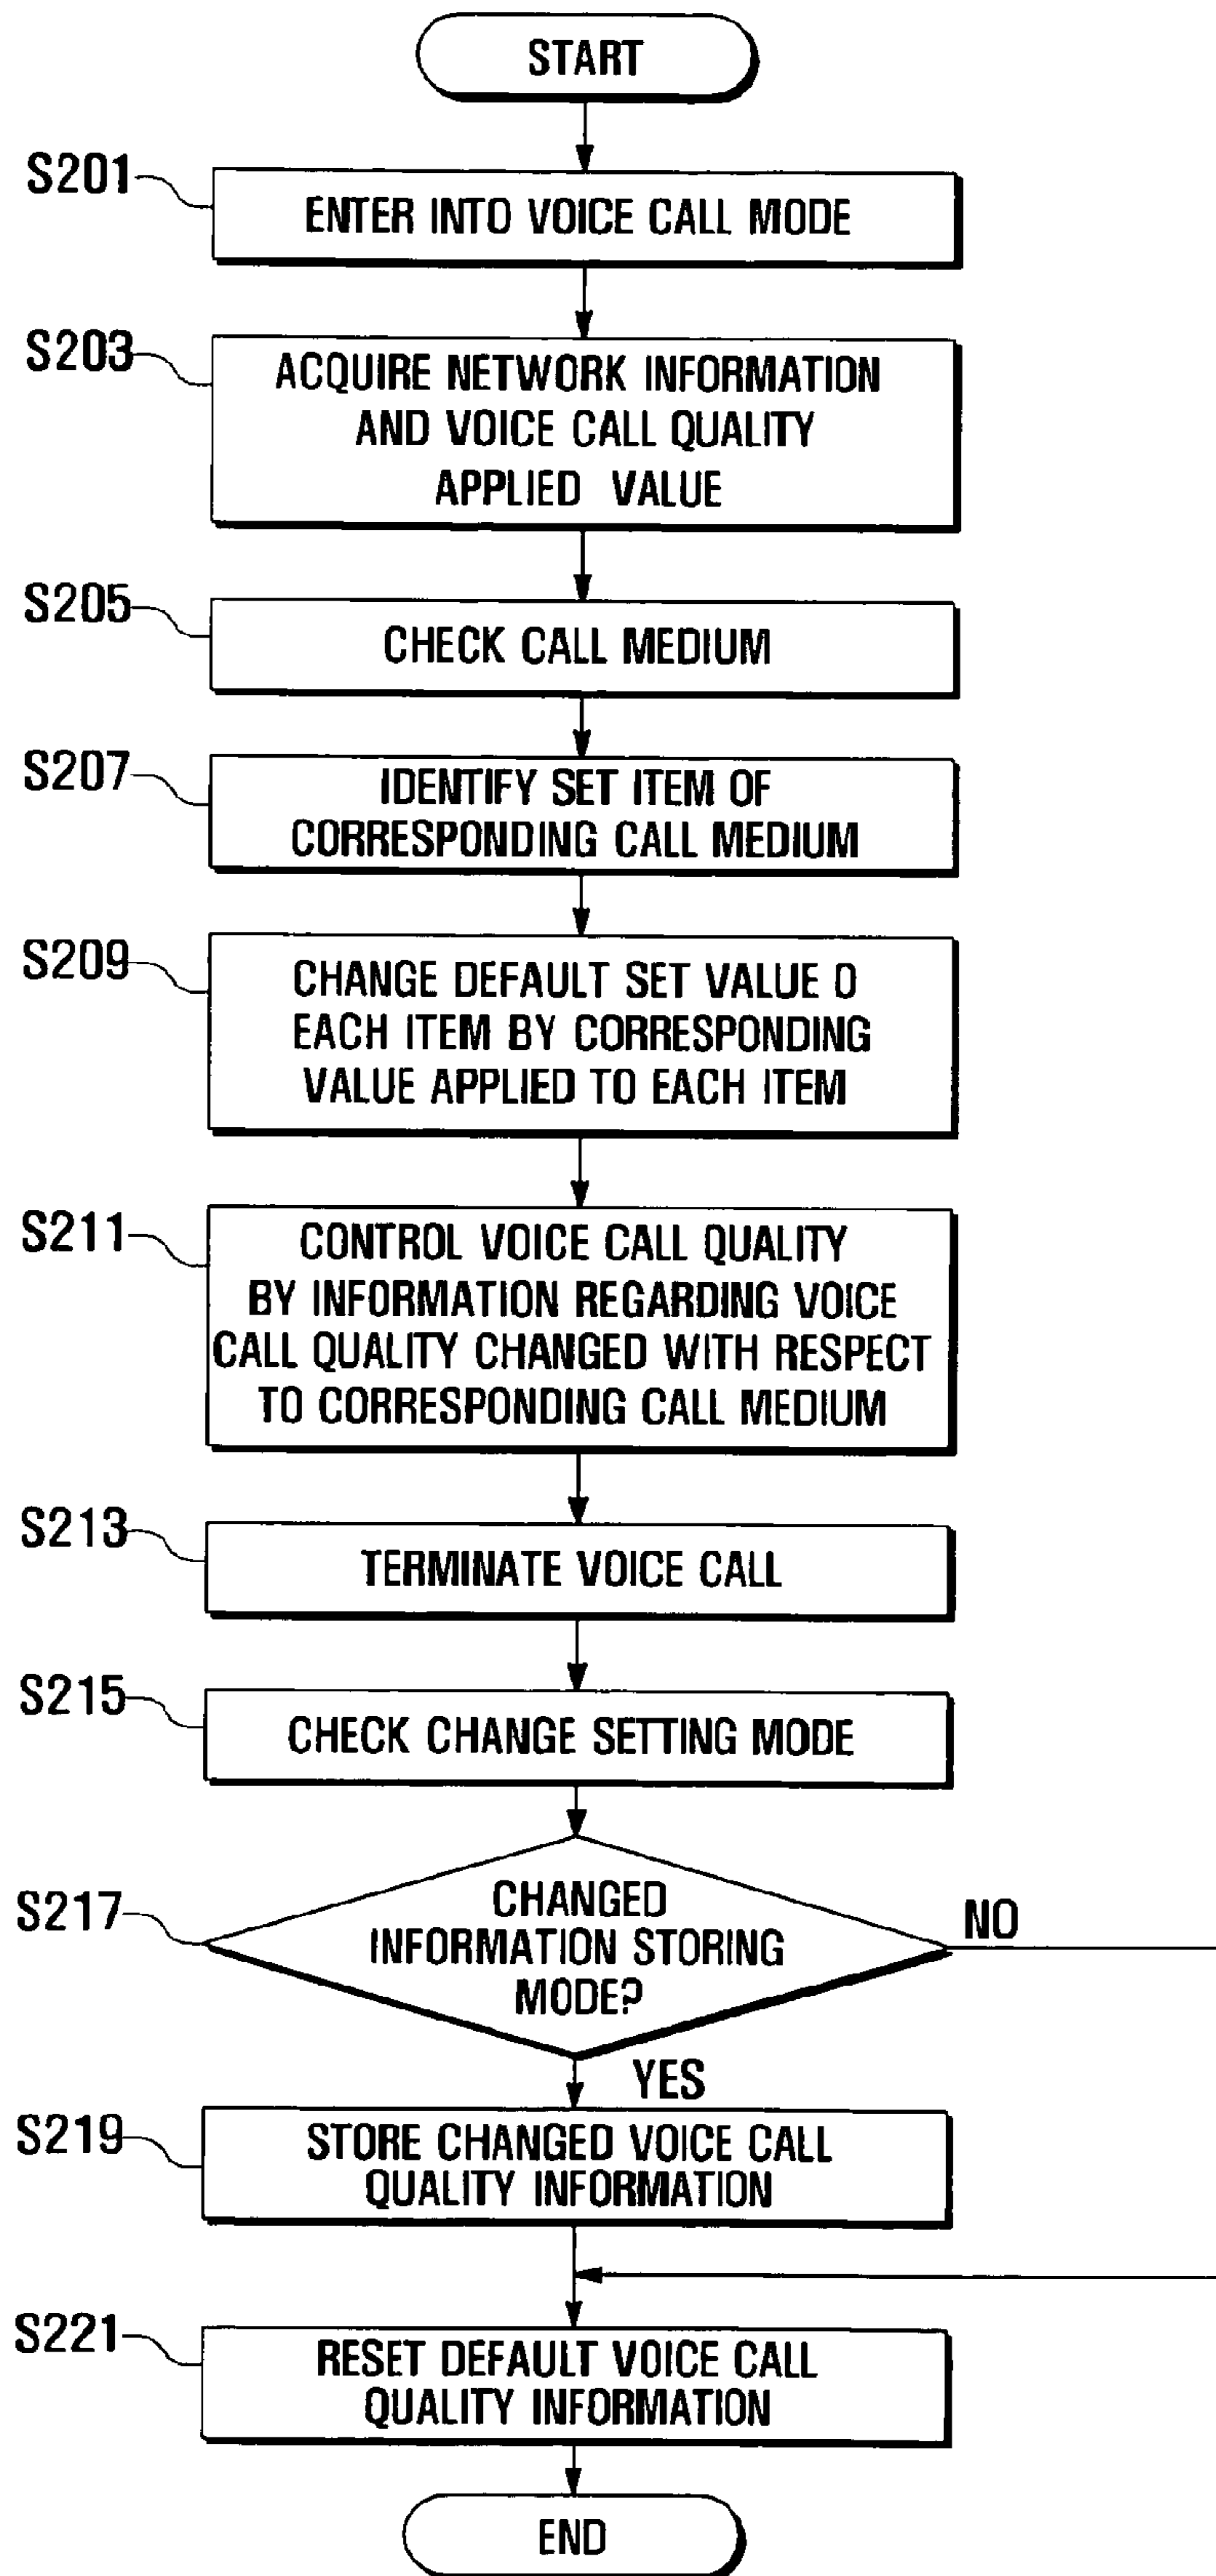 START
S201
ENTER INTO VOICE CALL MODE
S203
ACQUIRE NETWORK INFORMATION
AND VOICE CALL QUALITY
APPLIED VALUE
S205
CHECK CALL MEDIUM
S207
IDENTIFY SET ITEM OF
CORRESPONDING CALL MEDIUM
S209
CHANGE DEFAULT SET VALUE O
EACH ITEM BY CORRESPONDING
VALUE APPLIED TO EACH ITEM
S211
CONTROL VOICE CALL QUALITY
BY INFORMATION REGARDING VOICE
CALL QUALITY CHANGED WITH RESPECT
TO CORRESPONDING CALL MEDIUM
S213
TERMINATE VOICE CALL
S215
CHECK CHANGE SETTING MODE
S217
CHANGED
INFORMATION STORING
MODE?
NO
YES
S219
STORE CHANGED VOICE CALL
QUALITY INFORMATION
S221
RESET DEFAULT VOICE CALL
QUALITY INFORMATION
END